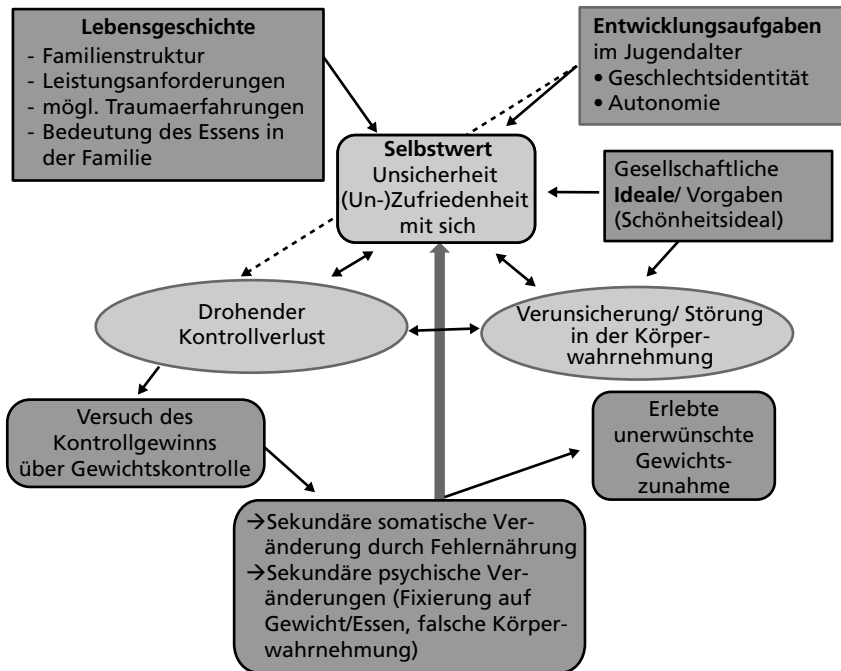 Lebensgeschichte
- Familienstruktur
- Leistungsanforderungen
- mögl. Traumaerfahrungen
- Bedeutung des Essens in
der Familie
Entwicklungsaufgaben
im Jugendalter
• Geschlechtsidentität
• Autonomie
Selbstwert
Unsicherheit
(Un-)Zufriedenheit
mit sich
Gesellschaftliche
Ideale/ Vorgaben
(Schönheitsideal)
Drohender
Kontrollverlust
Verunsicherung/ Störung
in der Körper-
wahrnehmung
Versuch des
Kontrollgewinns
über Gewichtskontrolle
Erlebte
unerwünschte
Gewichts-
zunahme
→Sekundäre somatische Ver-
änderung durch Fehlernährung
→Sekundäre psychische Ver-
änderungen (Fixierung auf
Gewicht/Essen, falsche Körper-
wahrnehmung)